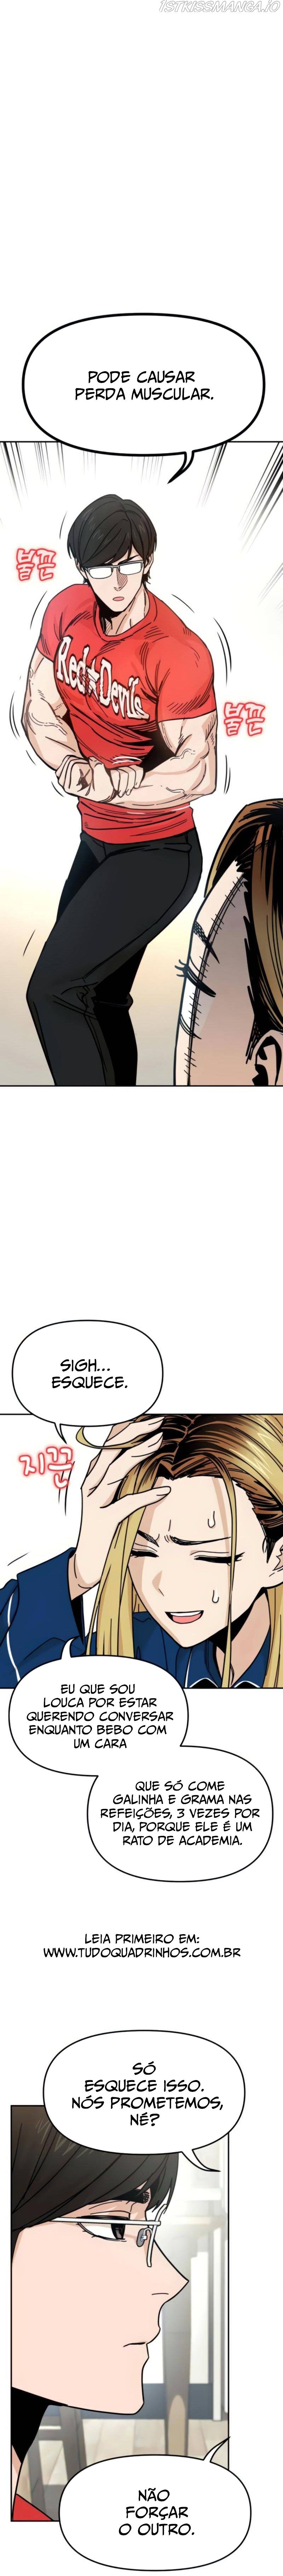 1STKISSMANGA.IO
PODE CAUSAR
PERDA MUSCULAR.
불끈
Red★Devils
불끈
SIGH...
ESQUECE.
지끈
EU QUE SOU
LOUCA POR ESTAR
QUERENDO CONVERSAR
ENQUANTO BEBO COM
UM CARA
QUE SÓ COME
GALINHA E GRAMA NAS
REFEIÇÕES, 3 VEZES POR
DIA, PORQUE ELE É UM
RATO DE ACADEMIA.
LEIA PRIMEIRO EM:
WWW.TUDOQUADRINHOS.COM.BR
SÓ
ESQUECE ISSO.
NÓS PROMETEMOS,
NÉ?
NÃO
FORÇAR
O OUTRO.